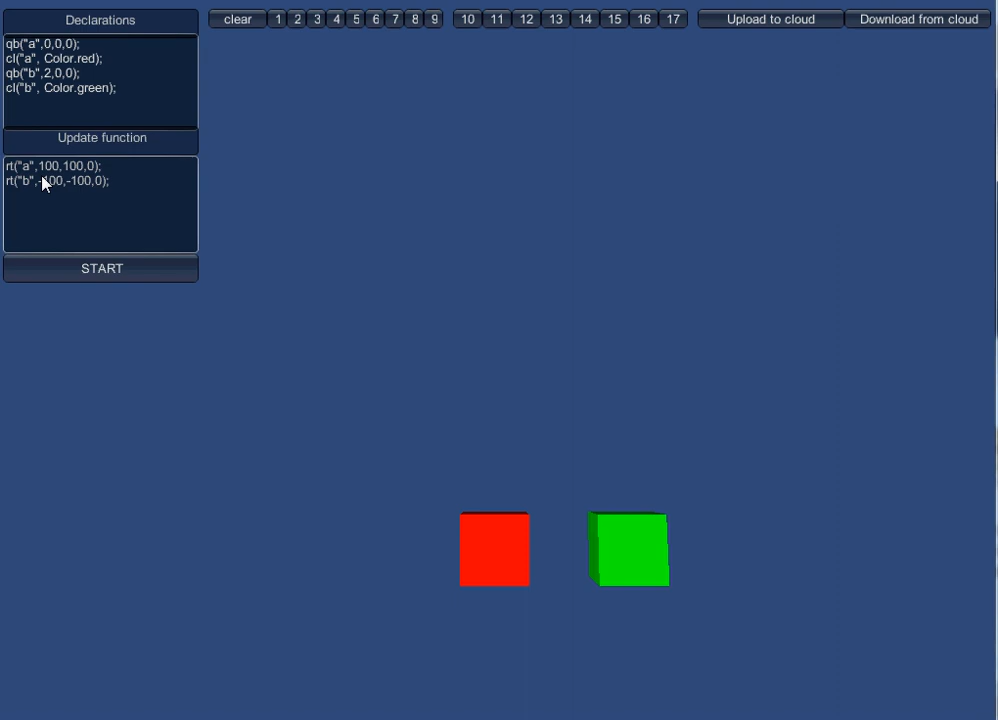 Declarations
clear 1 2 3 4 5 6 7 8 9 10 11 12 13 14 15 16 17 Upload to cloud Download from cloud
qb("a",0,0,0);
cl("a", Color.red);
qb("b",2,0,0);
cl("b", Color.green);
Update function
rt("a",100,100,0);
rt("b",-100,-100,0);
START